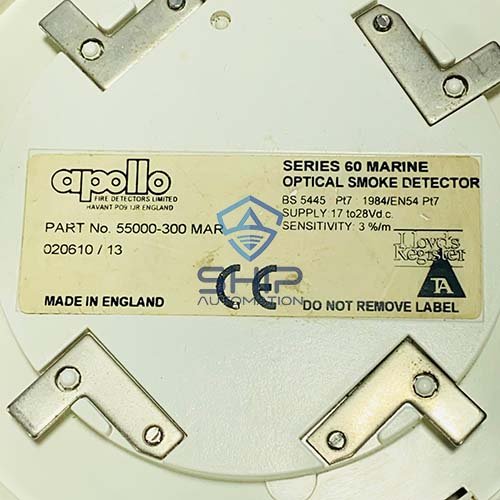 apollo
FIRE DETECTORS LIMITED
HAVANT PO9 1JR ENGLAND
PART No. 55000-300 MAR
020610 / 13
MADE IN ENGLAND
SERIES 60 MARINE
OPTICAL SMOKE DETECTOR
BS 5445 Pt7 1984/EN54 Pt7
SUPPLY 17 to28Vd c.
SENSITIVITY: 3 %/m
Lloyd's
Register
TA
CE
DO NOT REMOVE LABEL
SHIP
AUTOMATION